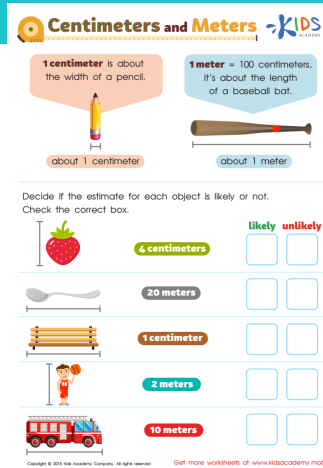 Centimeters and Meters
KIDS
ACADEMY
1 centimeter is about
the width of a pencil.
1 meter = 100 centimeters.
it's about the length
of a baseball bat.
about 1 centimeter
about 1 meter
Decide if the estimate for each object is likely or not.
Check the correct box.
likely unlikely
4 centimeters
20 meters
1 centimeter
2 meters
10 meters
Copyright © 2015 Kids Academy Company. All rights reserved
Get more worksheets at www.kidsacademy.mobi